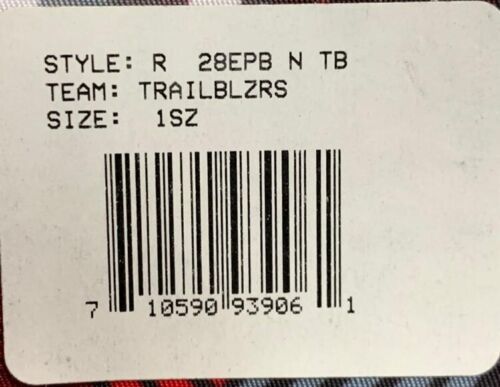 STYLE: R  28EPB N TB
TEAM: TRAILBLZRS
SIZE:  1SZ
7 10590 93906 1